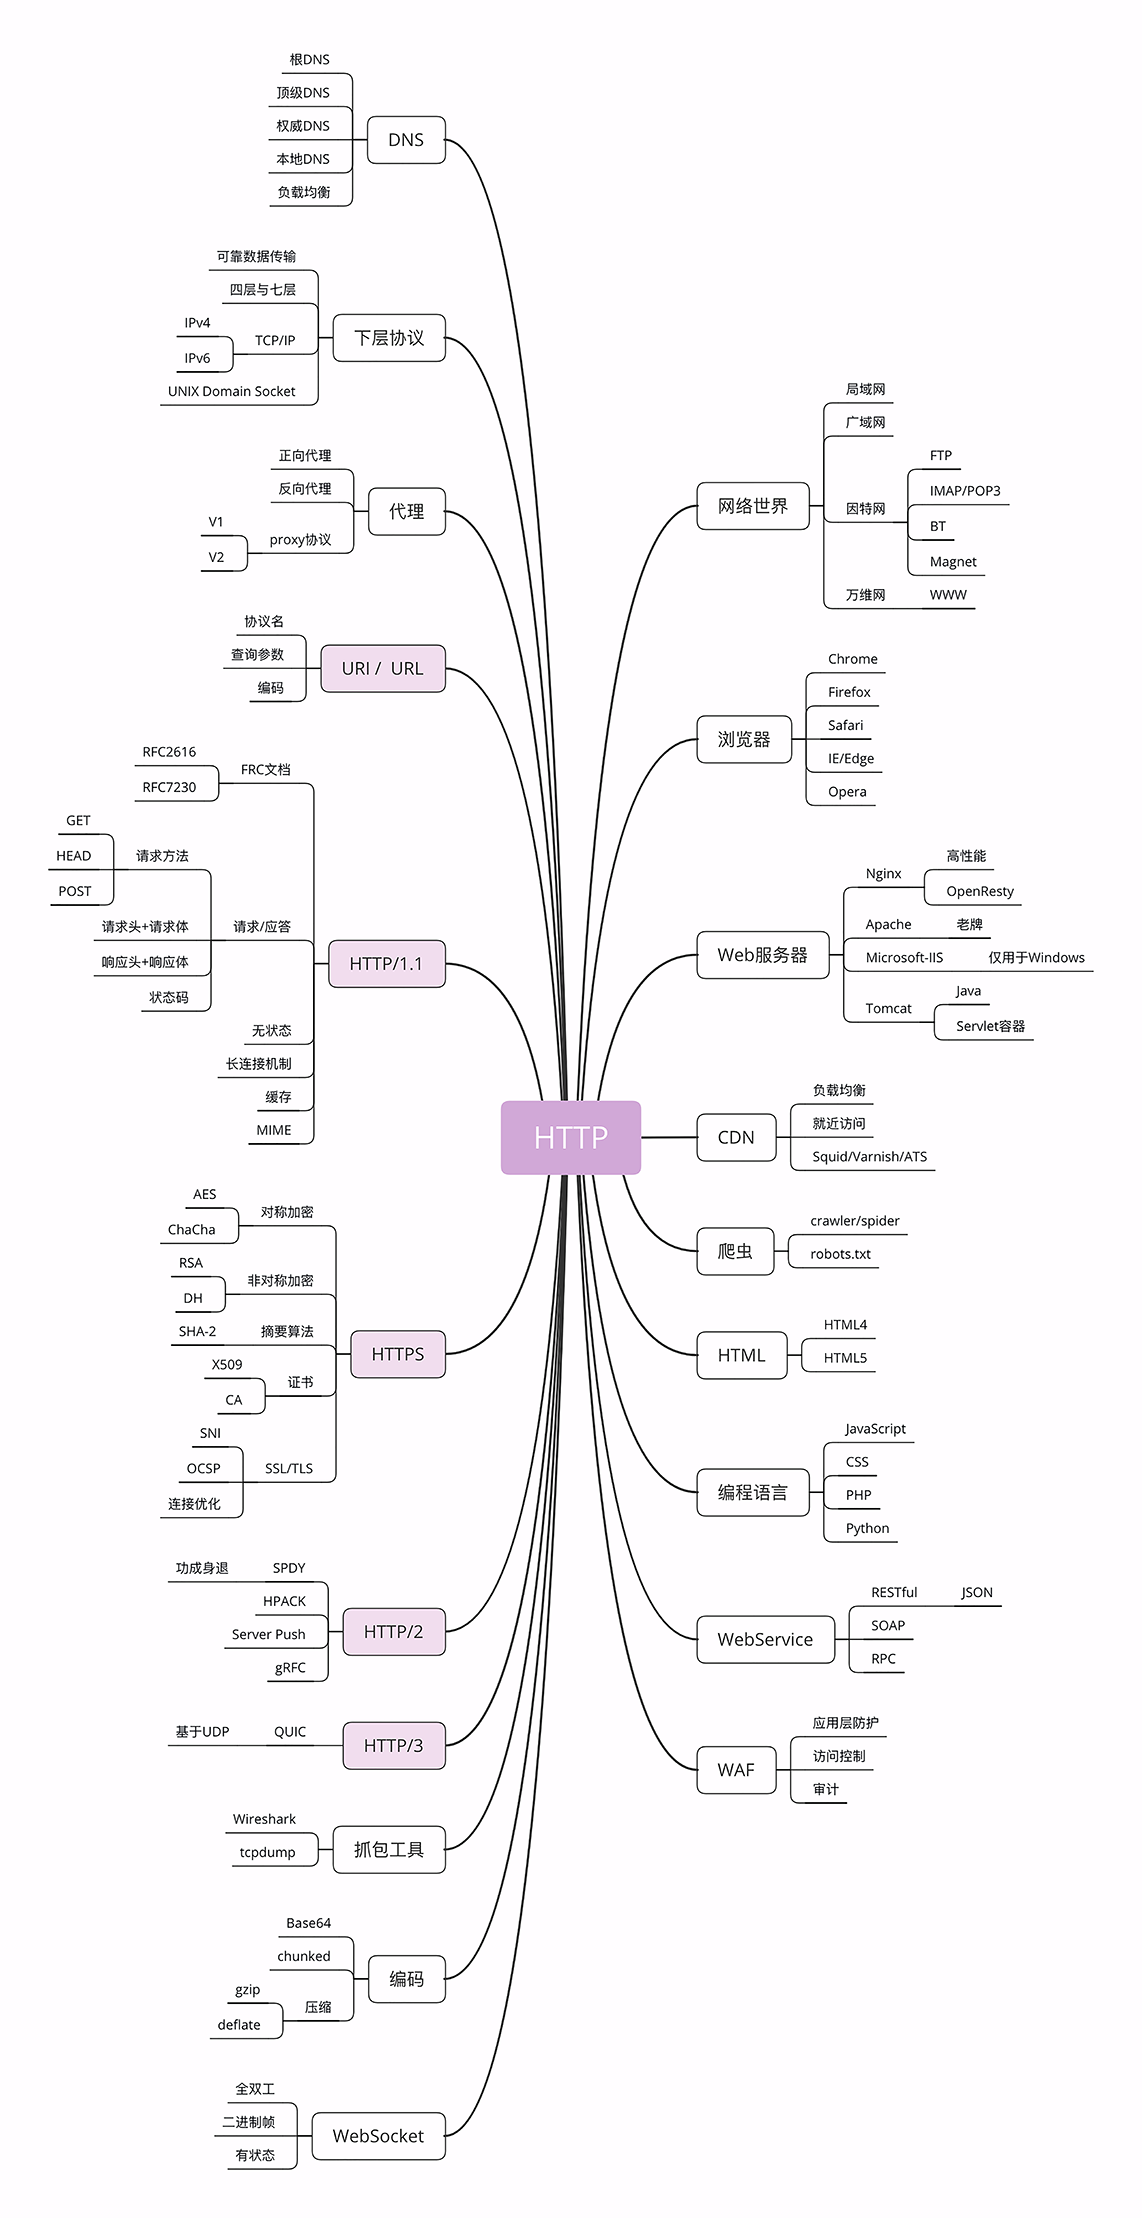 根DNS
顶级DNS
权威DNS
本地DNS
负载均衡
DNS
可靠数据传输
四层与七层
IPv4
IPv6
TCP/IP
UNIX Domain Socket
下层协议
正向代理
反向代理
V1
V2
proxy协议
代理
协议名
查询参数
编码
URI / URL
RFC2616
RFC7230
FRC文档
GET
HEAD
POST
请求方法
请求头+请求体
响应头+响应体
状态码
请求/应答
无状态
长连接机制
缓存
MIME
HTTP/1.1
AES
ChaCha
对称加密
RSA
DH
非对称加密
SHA-2
摘要算法
X509
CA
证书
SNI
OCSP
连接优化
SSL/TLS
HTTPS
功成身退
SPDY
HPACK
Server Push
gRFC
HTTP/2
基于UDP
QUIC
HTTP/3
Wireshark
tcpdump
抓包工具
Base64
chunked
gzip
deflate
压缩
编码
全双工
二进制帧
有状态
WebSocket
HTTP
网络世界
局域网
广域网
因特网
FTP
IMAP/POP3
BT
Magnet
万维网
WWW
浏览器
Chrome
Firefox
Safari
IE/Edge
Opera
Web服务器
Nginx
高性能
OpenResty
Apache
老牌
Microsoft-IIS
仅用于Windows
Tomcat
Java
Servlet容器
CDN
负载均衡
就近访问
Squid/Varnish/ATS
爬虫
crawler/spider
robots.txt
HTML
HTML4
HTML5
编程语言
JavaScript
CSS
PHP
Python
WebService
RESTful
JSON
SOAP
RPC
WAF
应用层防护
访问控制
审计